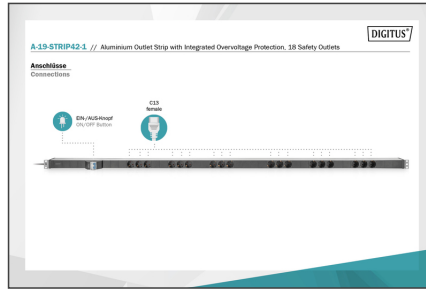 DIGITUS®
A-19-STRIP42-1 // Aluminium Outlet Strip with Integrated Overvoltage Protection, 18 Safety Outlets
Anschlüsse
Connections
C13
female
EIN-/AUS-Knopf
ON/OFF Button